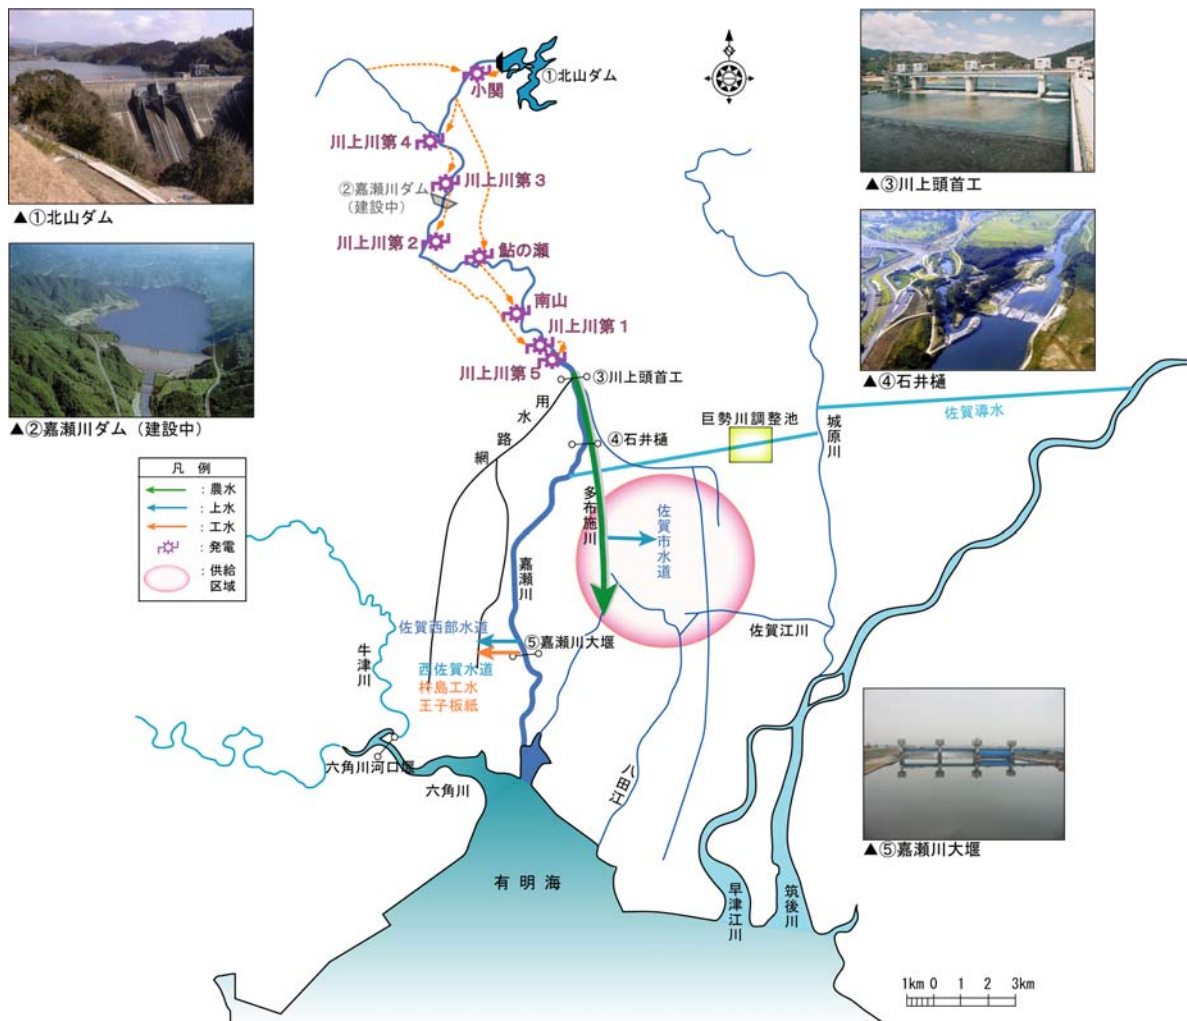 ▲①北山ダム
▲②嘉瀬川ダム(建設中)
凡 例
:農水
:上水
:工水
:発電
:供給
区域
N
①北山ダム
小関
川上川第4
川上川第3
②嘉瀬川ダム
(建設中)
川上川第2
鮎の瀬
南山
川上川第1
川上川第5
③川上頭首工
用水路網
④石井樋
多布施川
巨勢川調整池
城原川
佐賀導水
佐賀市水道
嘉瀬川
佐賀西部水道
⑤嘉瀬川大堰
西佐賀水道
杵島工水
王子板紙
佐賀江川
牛津川
六角川河口堰
六角川
八田江
有明海
早津江川
筑後川
▲③川上頭首工
▲④石井樋
▲⑤嘉瀬川大堰
1km 0 1 2 3km